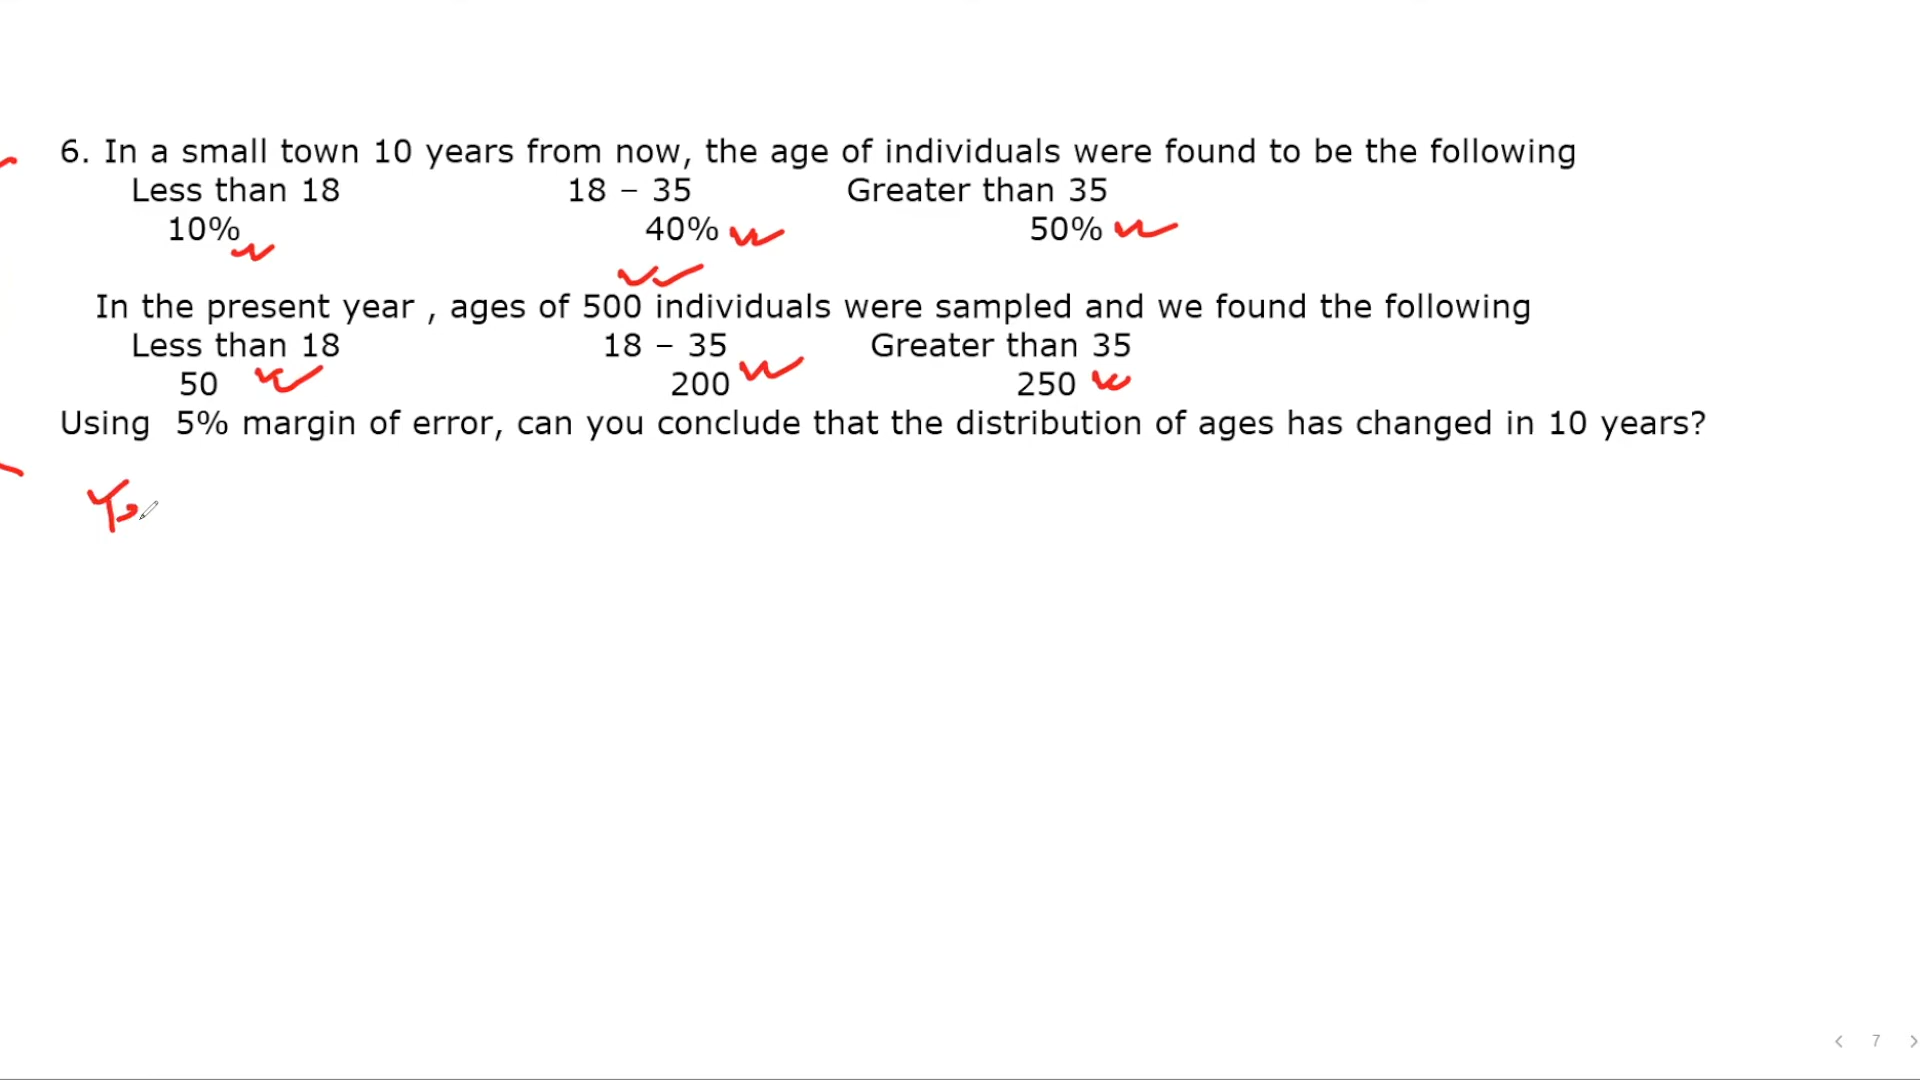 6. In a small town 10 years from now, the age of individuals were found to be the following
Less than 18 18 – 35 Greater than 35
10% 40% 50%
In the present year , ages of 500 individuals were sampled and we found the following
Less than 18 18 – 35 Greater than 35
50 200 250
Using 5% margin of error, can you conclude that the distribution of ages has changed in 10 years?
7